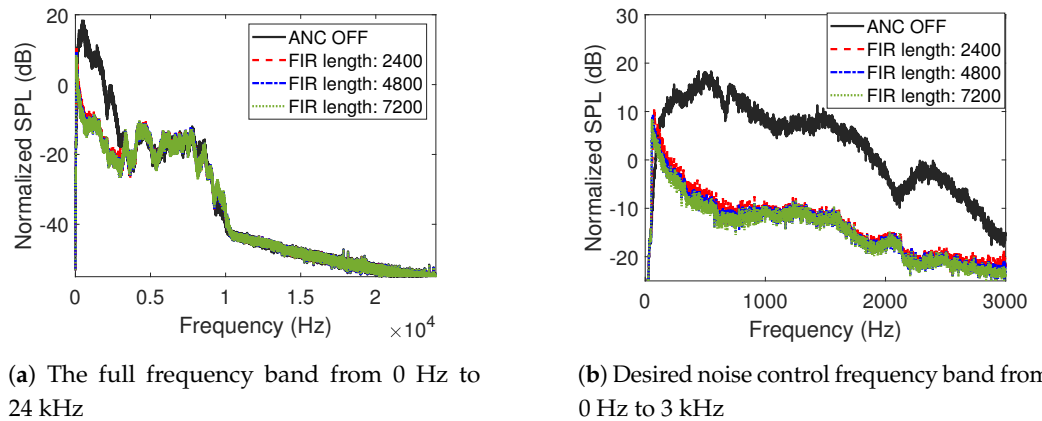 20
0
-20
-40
Normalized SPL (dB)
ANC OFF
FIR length: 2400
FIR length: 4800
FIR length: 7200
0 0.5 1 1.5 2
Frequency (Hz)
×10⁴
(a) The full frequency band from 0 Hz to
24 kHz
30
20
10
0
-10
-20
Normalized SPL (dB)
ANC OFF
FIR length: 2400
FIR length: 4800
FIR length: 7200
0 1000 2000 3000
Frequency (Hz)
(b) Desired noise control frequency band from
0 Hz to 3 kHz